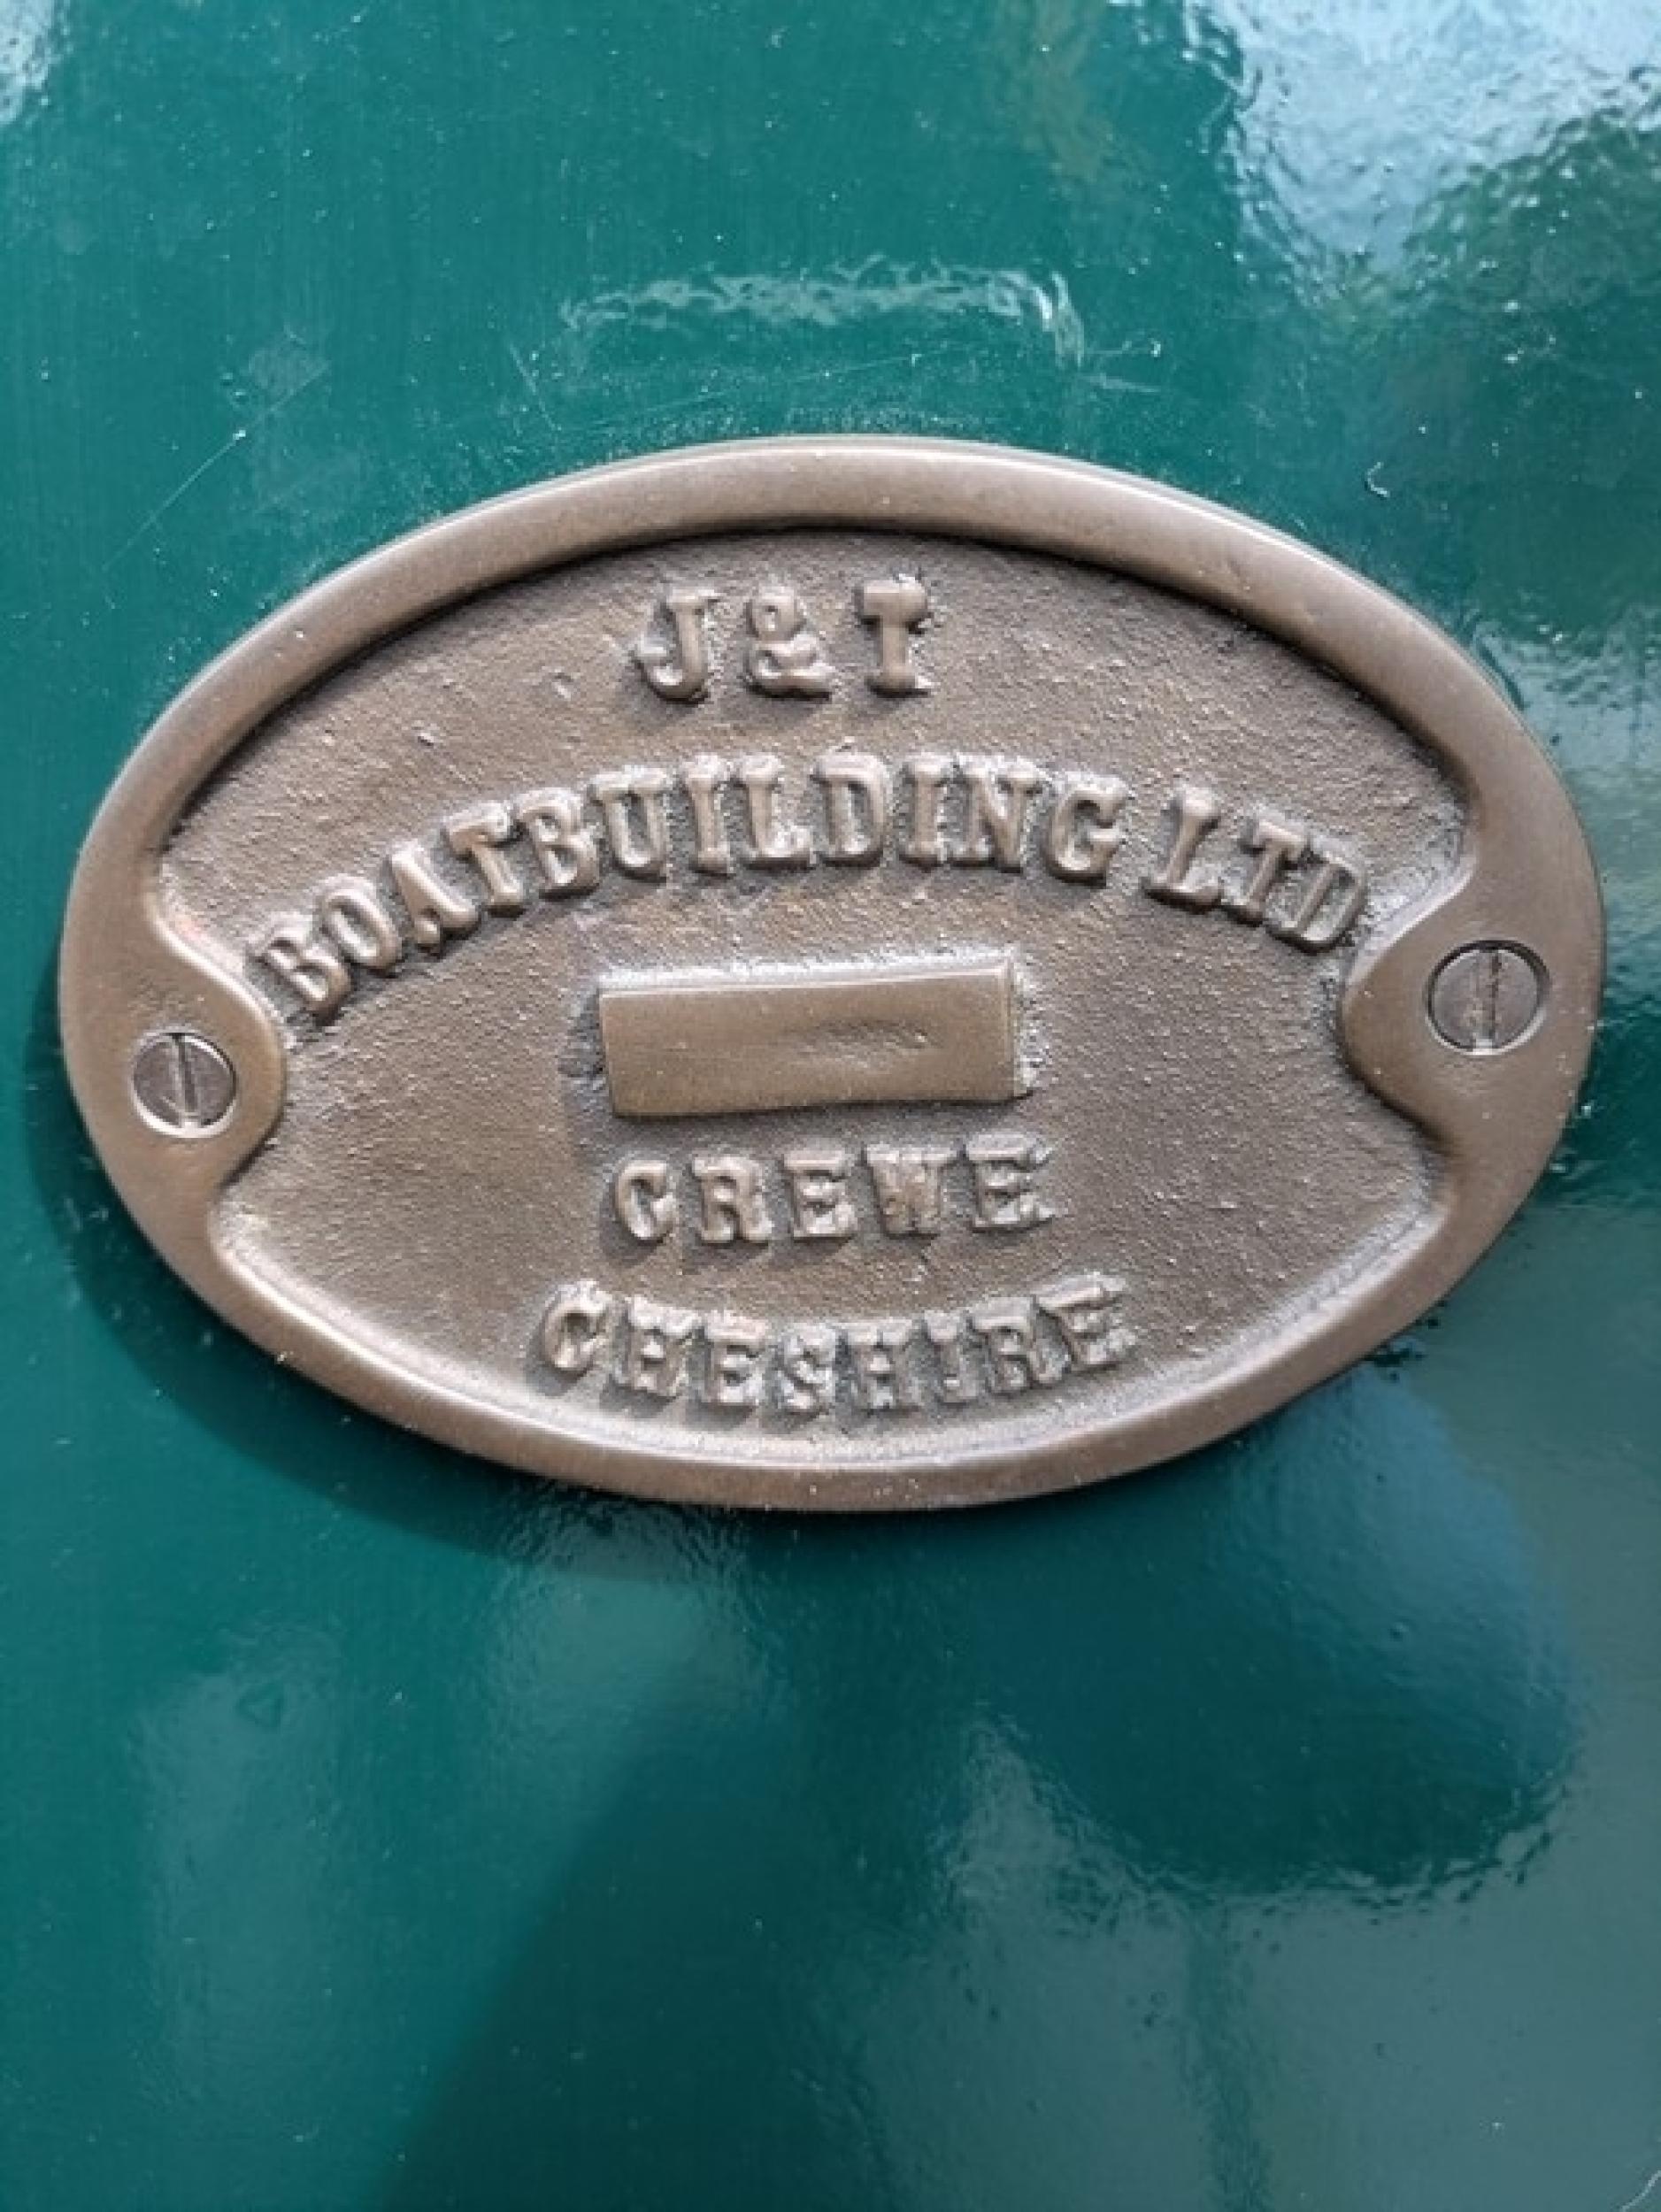 J & T
BOATBUILDING LTD
CREWE
CHESHIRE